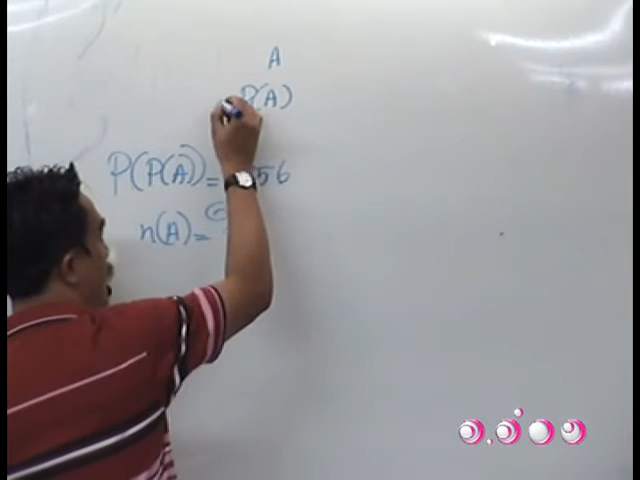 A
P(A)
P(P(A)) = 56
n(A) =